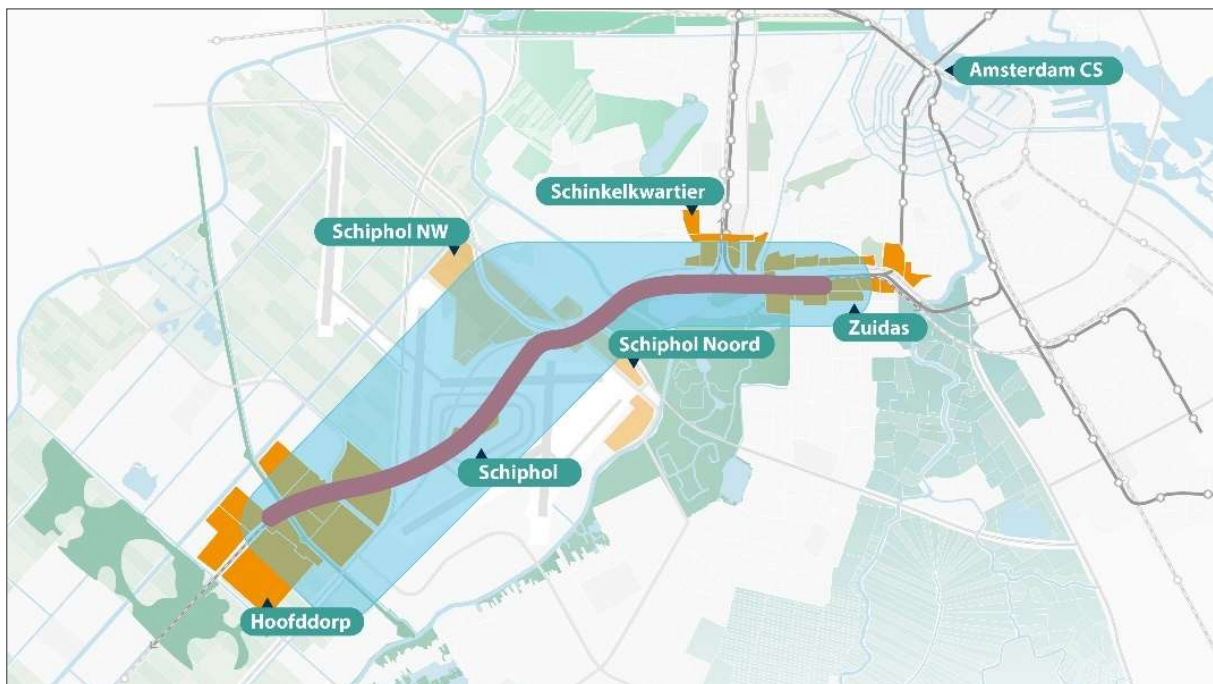 Amsterdam CS
Schinkelkwartier
Schiphol NW
Zuidas
Schiphol Noord
Schiphol
Hoofddorp